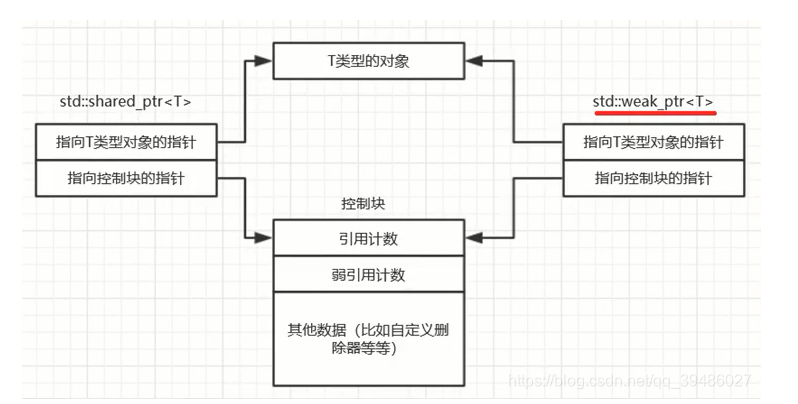 T类型的对象
std::shared_ptr<T>
std::weak_ptr<T>
指向T类型对象的指针
指向T类型对象的指针
指向控制块的指针
指向控制块的指针
控制块
引用计数
弱引用计数
其他数据（比如自定义删
除器等等）
https://blog.csdn.net/qq_39486027